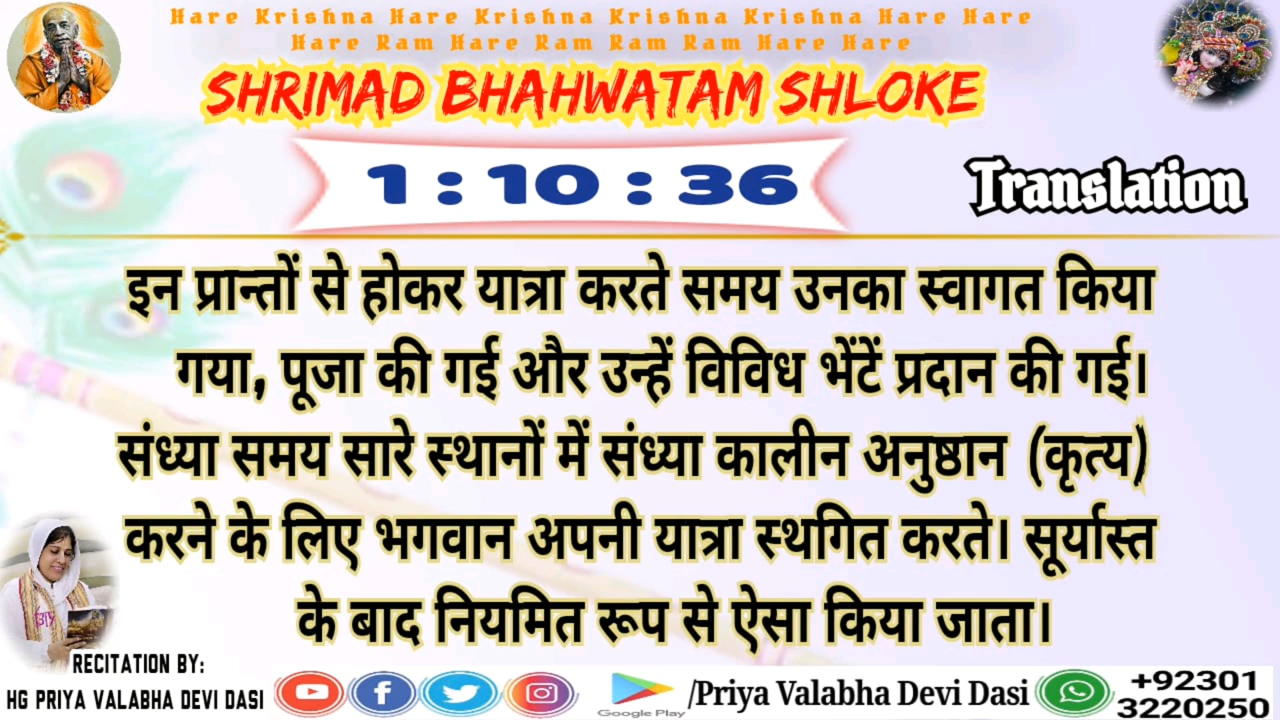 Hare Krishna Hare Krishna Krishna Krishna Hare Hare
Hare Ram Hare Ram Ram Ram Hare Hare
SHRIMAD BHAHWATAM SHLOKE
1 : 10 : 36
Translation
इन प्रान्तों से होकर यात्रा करते समय उनका स्वागत किया
गया, पूजा की गई और उन्हें विविध भेंटें प्रदान की गई।
संध्या समय सारे स्थानों में संध्या कालीन अनुष्ठान (कृत्य)
करने के लिए भगवान अपनी यात्रा स्थगित करते। सूर्यास्त
के बाद नियमित रूप से ऐसा किया जाता।
RECITATION BY:
HG PRIYA VALABHA DEVI DASI
Google Play
/Priya Valabha Devi Dasi
+92301
3220250